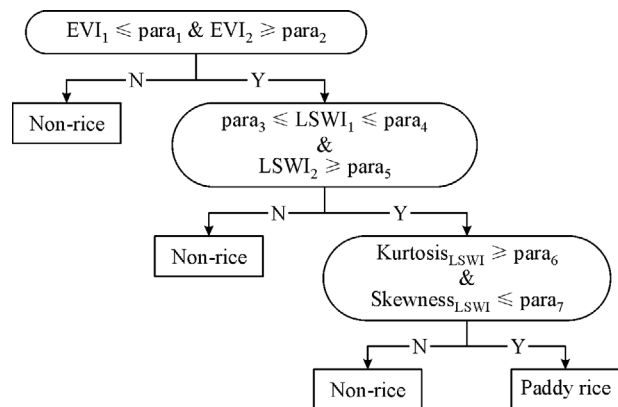 EVI₁ ⩽ para₁ & EVI₂ ⩾ para₂
N
Y
Non-rice
para₃ ⩽ LSWI₁ ⩽ para₄
&
LSWI₂ ⩾ para₅
N
Y
Non-rice
Kurtosis_LSWI ⩾ para₆
&
Skewness_LSWI ⩽ para₇
N
Y
Non-rice
Paddy rice